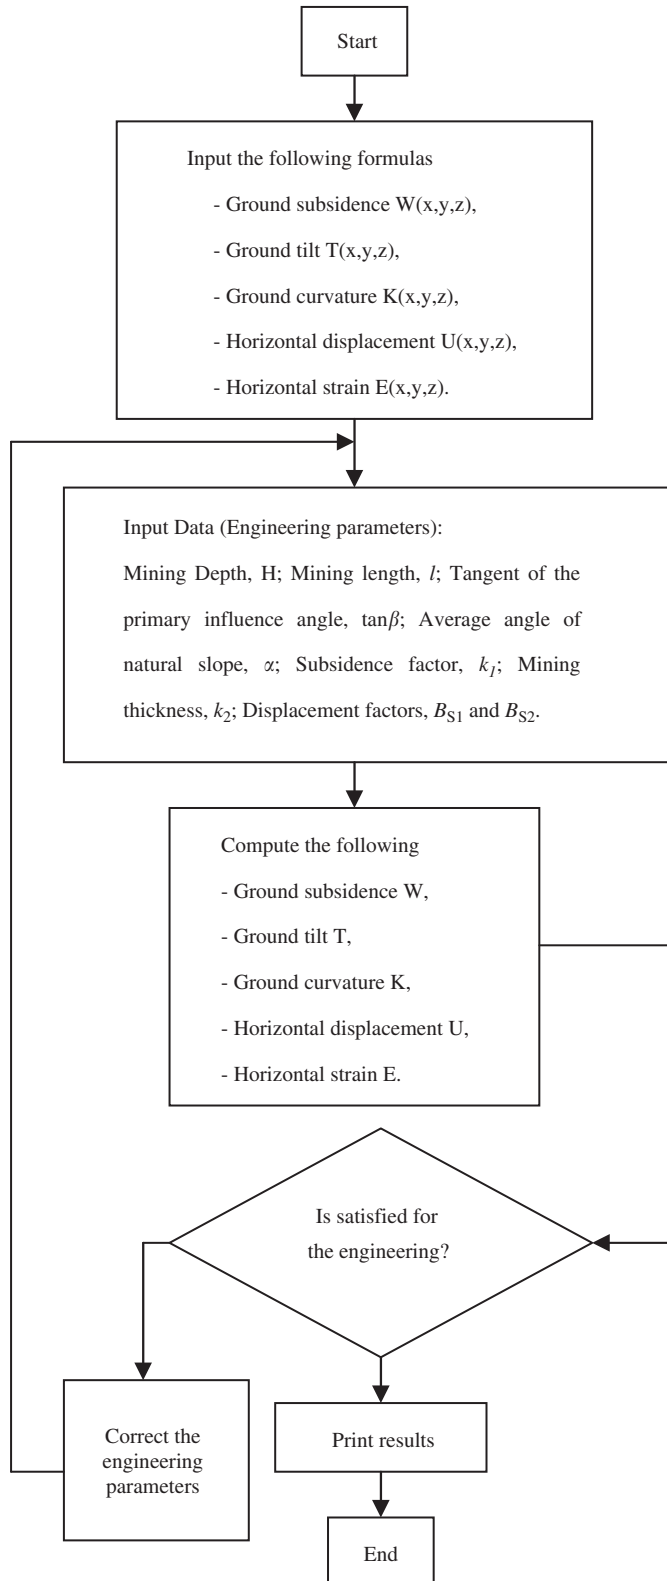 Start
Input the following formulas
- Ground subsidence W(x,y,z),
- Ground tilt T(x,y,z),
- Ground curvature K(x,y,z),
- Horizontal displacement U(x,y,z),
- Horizontal strain E(x,y,z).
Input Data (Engineering parameters):
Mining Depth, H; Mining length, l; Tangent of the
primary influence angle, tanβ; Average angle of
natural slope, α; Subsidence factor, k1; Mining
thickness, k2; Displacement factors, BS1 and BS2.
Compute the following
- Ground subsidence W,
- Ground tilt T,
- Ground curvature K,
- Horizontal displacement U,
- Horizontal strain E.
Is satisfied for
the engineering?
Correct the
engineering
parameters
Print results
End